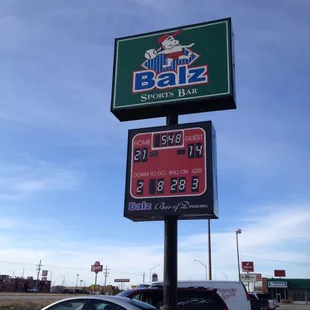 Balz
SPORTS BAR
HOME 5:48 GUEST
21 14
DOWN TO GO BALL ON QTR
2 8 28 3
Balz Bar of Dreams